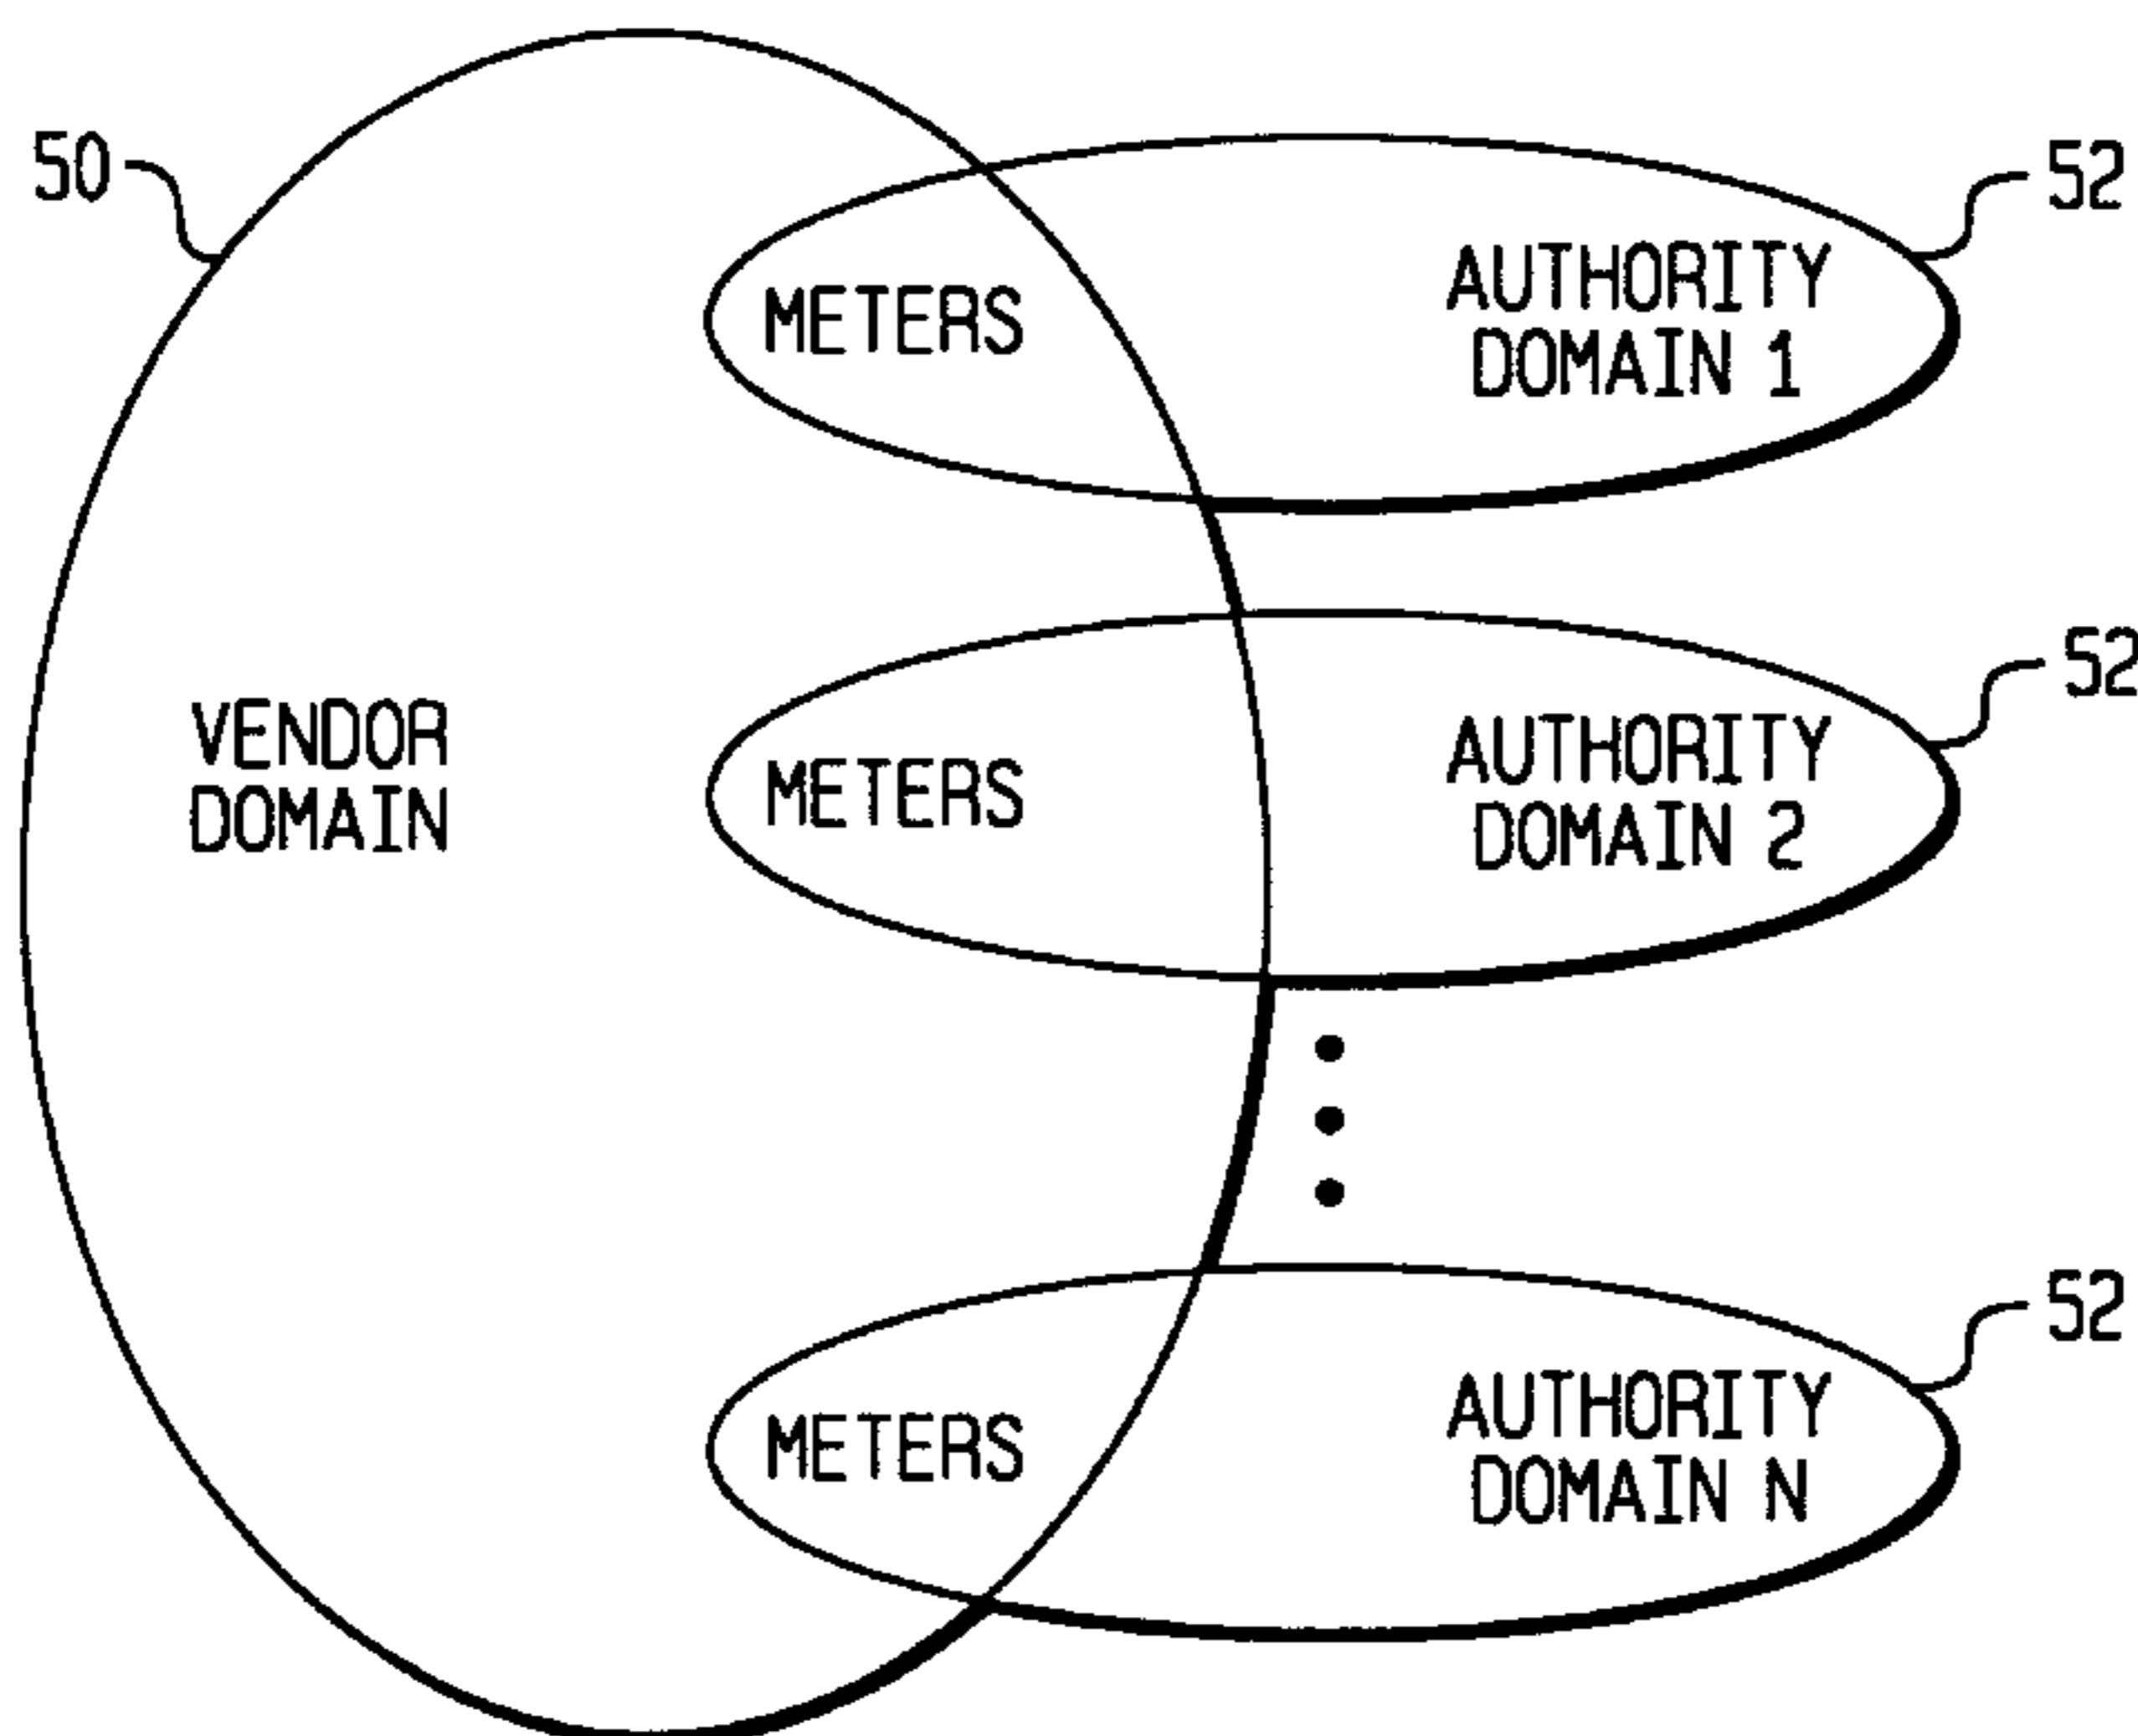 50
52
METERS
AUTHORITY
DOMAIN 1
52
VENDOR
DOMAIN
METERS
AUTHORITY
DOMAIN 2
52
METERS
AUTHORITY
DOMAIN N